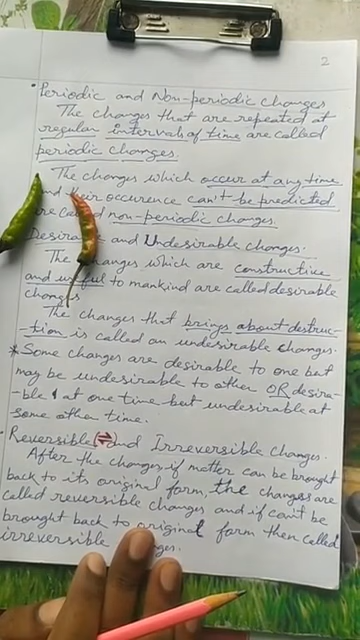 2
• Periodic and Non-periodic changes
The changes that are repeated at
regular intervals of time are called
periodic changes.
The changes which occur at any time
and their occurence can't be predicted
are called non-periodic changes.
Desirable and Undesirable changes.
The changes which are constructive
and useful to mankind are called desirable
changes
The changes that brings about destruc-
-tion is called an undesirable changes.
* Some changes are desirable to one but
may be undesirable to other OR desira-
-ble at one time but undesirable at
some other time.
• Reversible (⇌) and Irreversible Changes.
After the changes, if matter can be brought
back to its original form, the changes are
called reversible changes and if can't be
brought back to original form then called
irreversible changes.